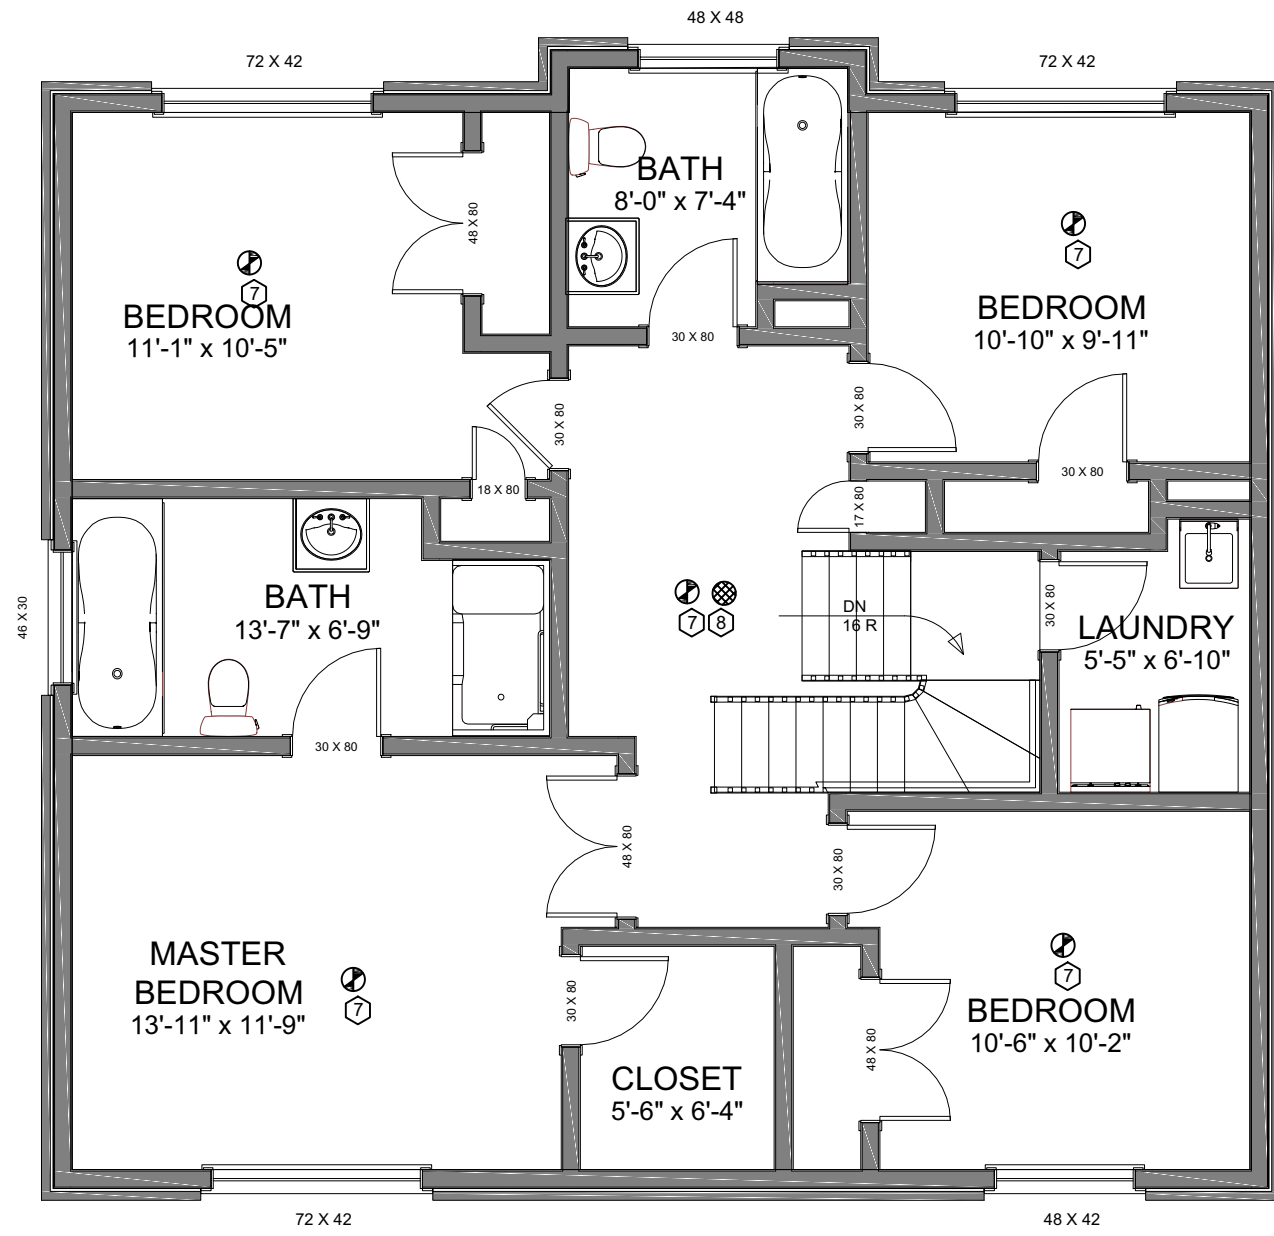 48 X 48
72 X 42
72 X 42
BATH
8'-0" x 7'-4"
48 X 80
7
BEDROOM
11'-1" x 10'-5"
7
BEDROOM
10'-10" x 9'-11"
30 X 80
30 X 80
30 X 80
30 X 80
18 X 80
17 X 80
46 X 30
BATH
13'-7" x 6'-9"
7 8
DN
16 R
30 X 80
LAUNDRY
5'-5" x 6'-10"
30 X 80
48 X 80
30 X 80
MASTER
BEDROOM
13'-11" x 11'-9"
7
30 X 80
CLOSET
5'-6" x 6'-4"
48 X 80
7
BEDROOM
10'-6" x 10'-2"
72 X 42
48 X 42